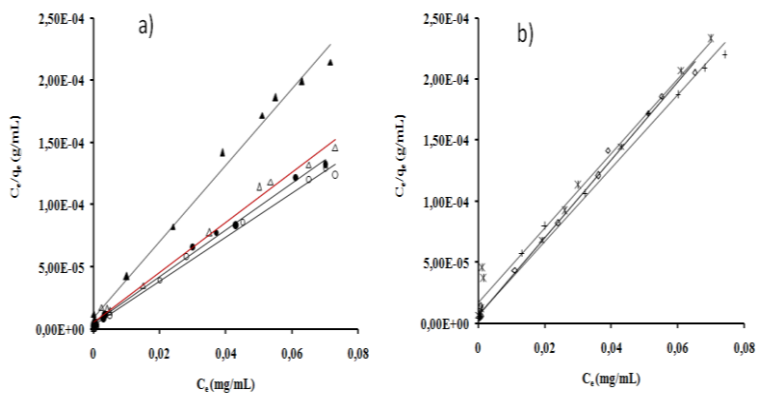 a)
2,50E-04
2,00E-04
1,50E-04
1,00E-04
5,00E-05
0,00E+00
Cₑ/qₑ (g/mL)
0
0,02
0,04
0,06
0,08
Cₑ (mg/mL)
b)
2,50E-04
2,00E-04
1,50E-04
1,00E-04
5,00E-05
0,00E+00
Cₑ/qₑ (g/mL)
0
0,02
0,04
0,06
0,08
Cₑ (mg/mL)